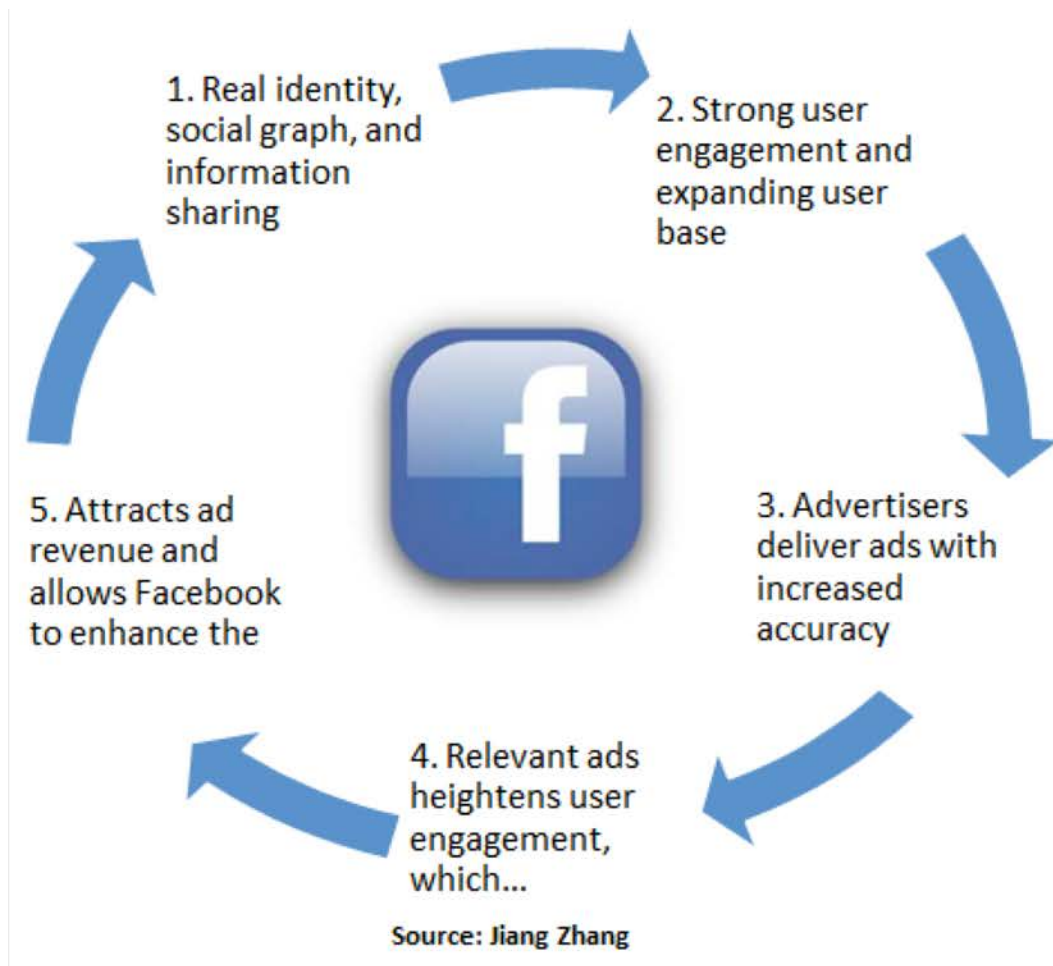 1. Real identity,
social graph, and
information
sharing
2. Strong user
engagement and
expanding user
base
3. Advertisers
deliver ads with
increased
accuracy
4. Relevant ads
heightens user
engagement,
which...
5. Attracts ad
revenue and
allows Facebook
to enhance the
f
Source: Jiang Zhang